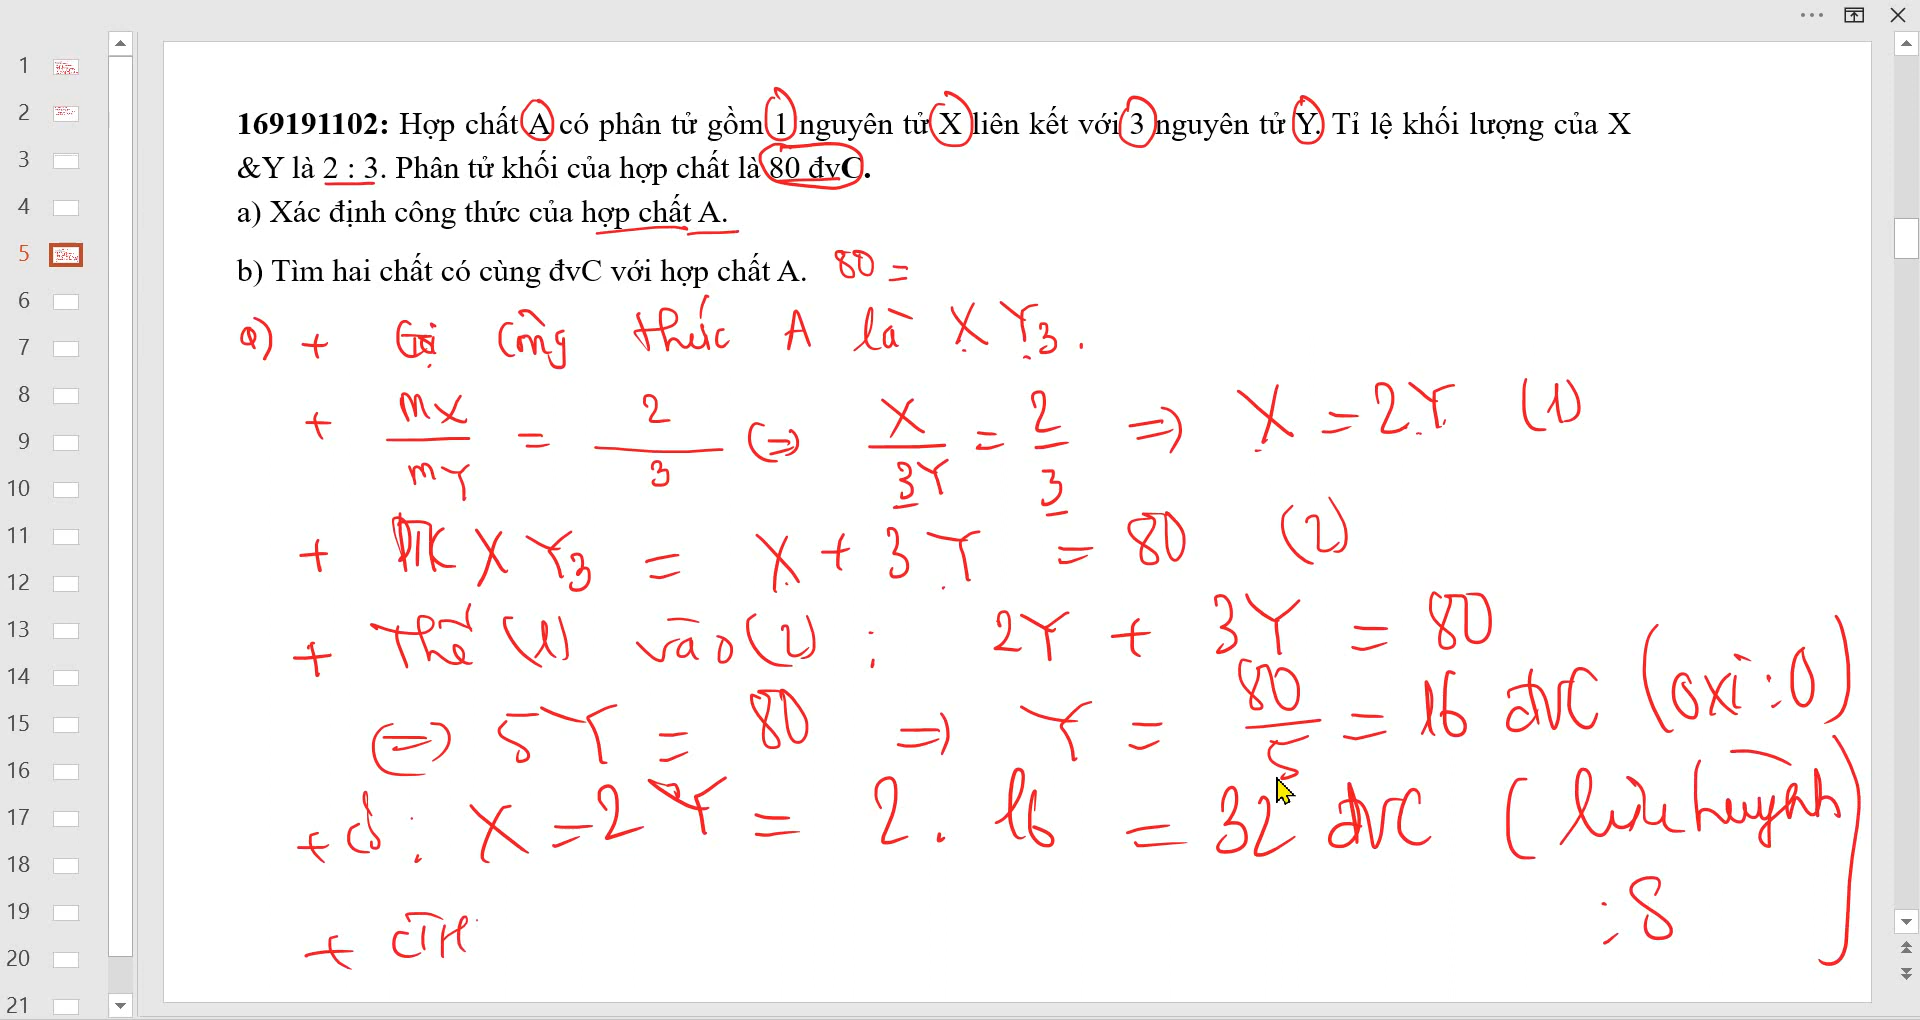 1
2
3
4
5
6
7
8
9
10
11
12
13
14
15
16
17
18
19
20
21
169191102: Hợp chất A có phân tử gồm 1 nguyên tử X liên kết với 3 nguyên tử Y. Tỉ lệ khối lượng của X
&Y là 2 : 3. Phân tử khối của hợp chất là 80 đvC.
a) Xác định công thức của hợp chất A.
b) Tìm hai chất có cùng đvC với hợp chất A. 80 =
a) + Gọi công thức A là XY3.
+ mX/mY = 2/3 (=) X/3Y = 2/3 => X = 2Y (1)
+ PTK XY3 = X + 3Y = 80 (2)
+ Thế (1) vào (2) : 2Y + 3Y = 80
(=) 5Y = 80 => Y = 80/5 = 16 đvC (oxi : O)
+ có : X = 2Y = 2 . 16 = 32 đvC (lưu huỳnh
: S)
+ CTH